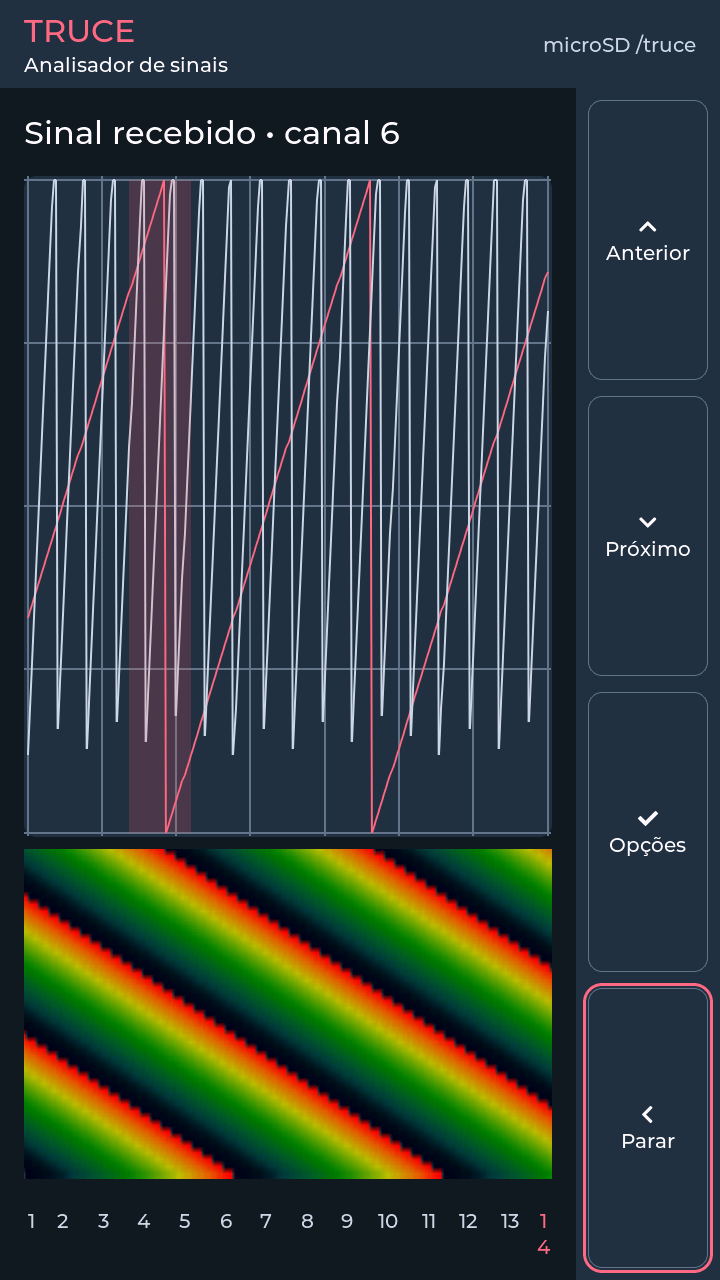 TRUCE
Analisador de sinais
microSD /truce
Sinal recebido • canal 6
Anterior
Próximo
Opções
Parar
1 2 3 4 5 6 7 8 9 10 11 12 13 1
4